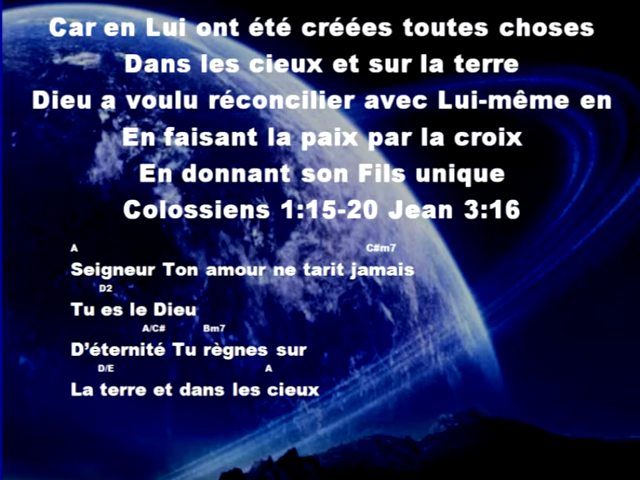 Car en Lui ont été créées toutes choses
Dans les cieux et sur la terre
Dieu a voulu réconcilier avec Lui-même en
En faisant la paix par la croix
En donnant son Fils unique
Colossiens 1:15-20 Jean 3:16
A C#m7
Seigneur Ton amour ne tarit jamais
D2
Tu es le Dieu
A/C# Bm7
D’éternité Tu règnes sur
D/E A
La terre et dans les cieux